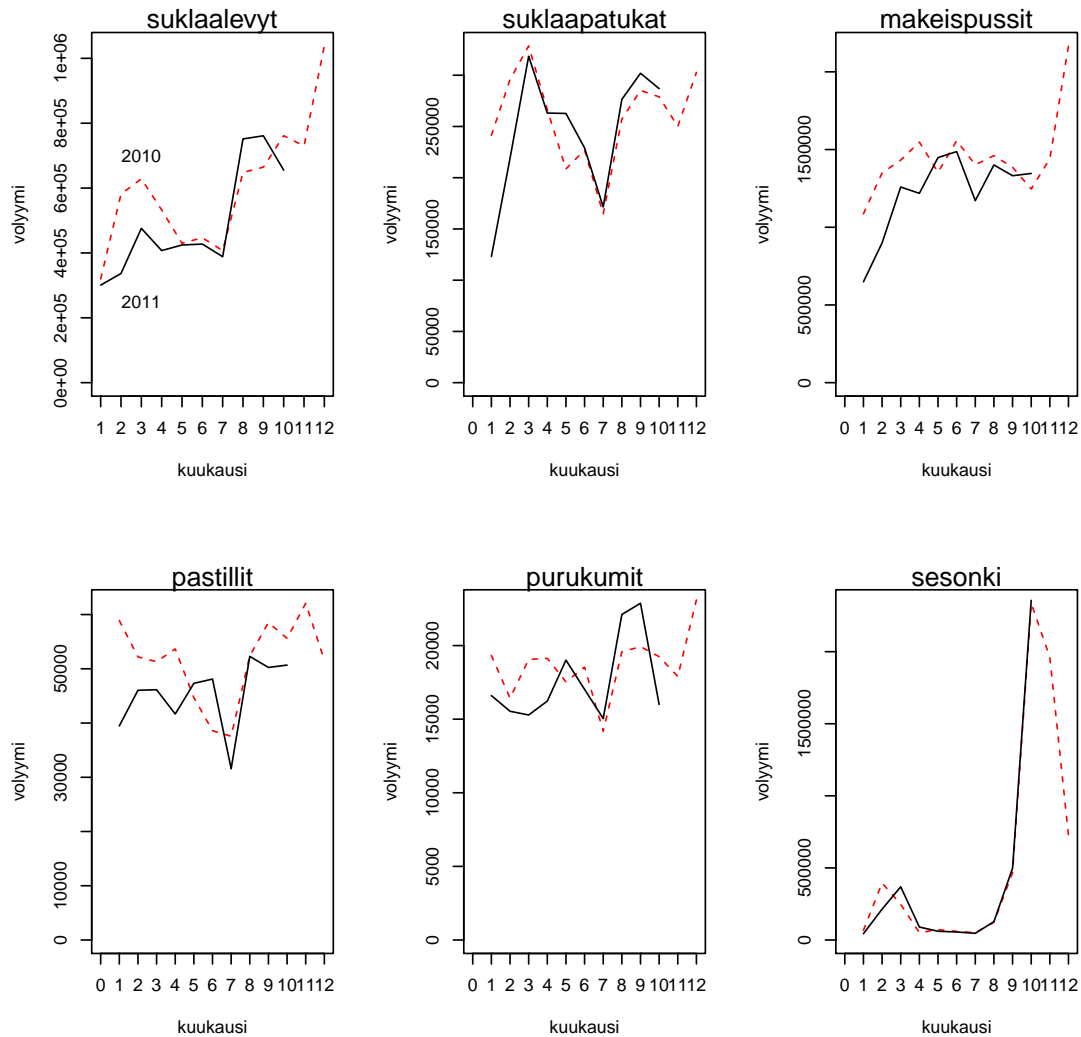 suklaalevyt
suklaapatukat
makeispussit
volyymi
0e+00 2e+05 4e+05 6e+05 8e+05 1e+06
2010
2011
1 2 3 4 5 6 7 8 9 10 11 12
kuukausi
volyymi
0 50000 150000 250000
0 1 2 3 4 5 6 7 8 9 10 11 12
kuukausi
volyymi
0 500000 1500000
0 1 2 3 4 5 6 7 8 9 10 11 12
kuukausi
pastillit
purukumit
sesonki
volyymi
0 10000 30000 50000
0 1 2 3 4 5 6 7 8 9 10 11 12
kuukausi
volyymi
0 5000 10000 15000 20000
0 1 2 3 4 5 6 7 8 9 10 11 12
kuukausi
volyymi
0 500000 1500000
0 1 2 3 4 5 6 7 8 9 10 11 12
kuukausi